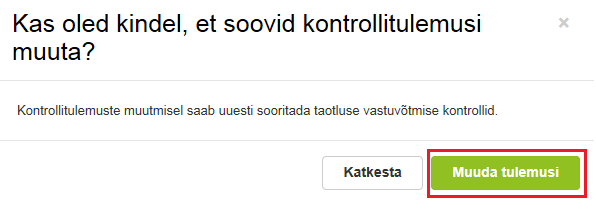 Kas oled kindel, et soovid kontrollitulemusi
muuta?
×
Kontrollitulemuste muutmisel saab uuesti sooritada taotluse vastuvõtmise kontrollid.
Katkesta
Muuda tulemusi